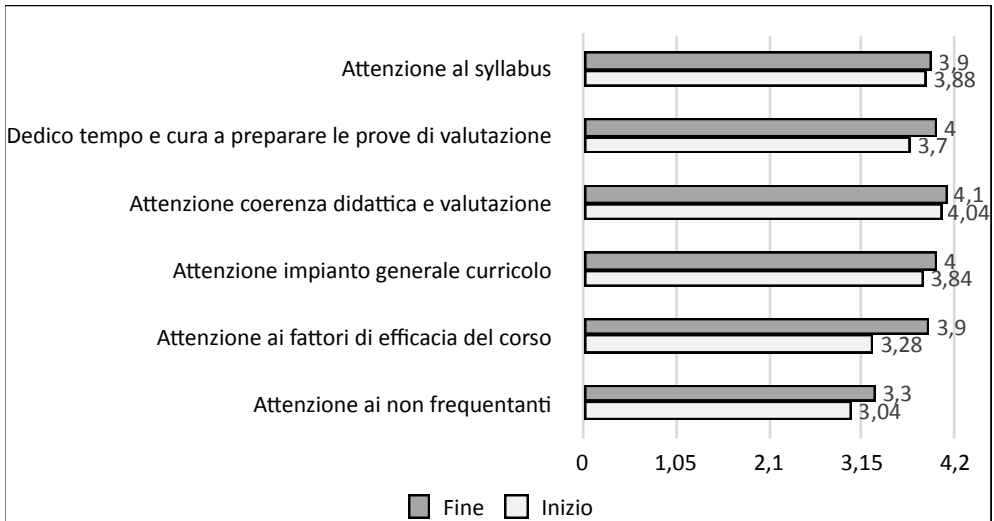 Attenzione al syllabus
3,9
3,88
Dedico tempo e cura a preparare le prove di valutazione
4
3,7
Attenzione coerenza didattica e valutazione
4,1
4,04
Attenzione impianto generale curricolo
4
3,84
Attenzione ai fattori di efficacia del corso
3,9
3,28
Attenzione ai non frequentanti
3,3
3,04
0 1,05 2,1 3,15 4,2
Fine Inizio